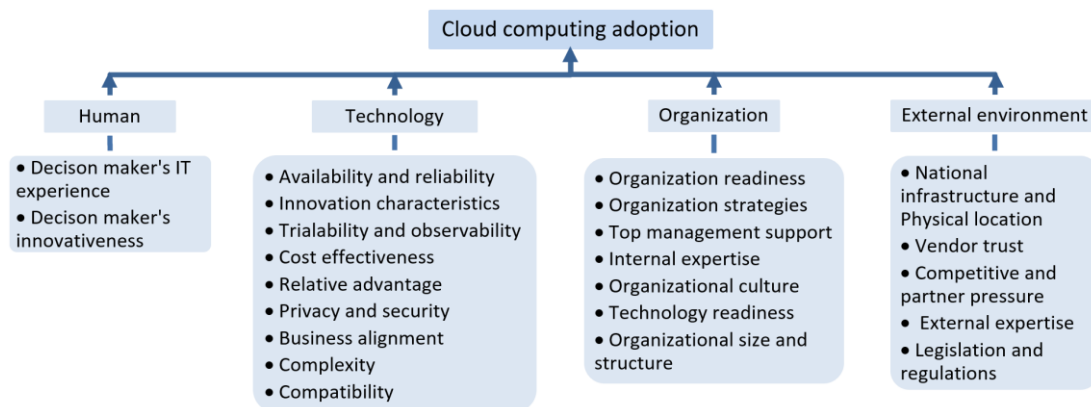 Cloud computing adoption
Human
Technology
Organization
External environment
• Decison maker's IT
experience
• Decison maker's
innovativeness
• Availability and reliability
• Innovation characteristics
• Trialability and observability
• Cost effectiveness
• Relative advantage
• Privacy and security
• Business alignment
• Complexity
• Compatibility
• Organization readiness
• Organization strategies
• Top management support
• Internal expertise
• Organizational culture
• Technology readiness
• Organizational size and
structure
• National
infrastructure and
Physical location
• Vendor trust
• Competitive and
partner pressure
• External expertise
• Legislation and
regulations